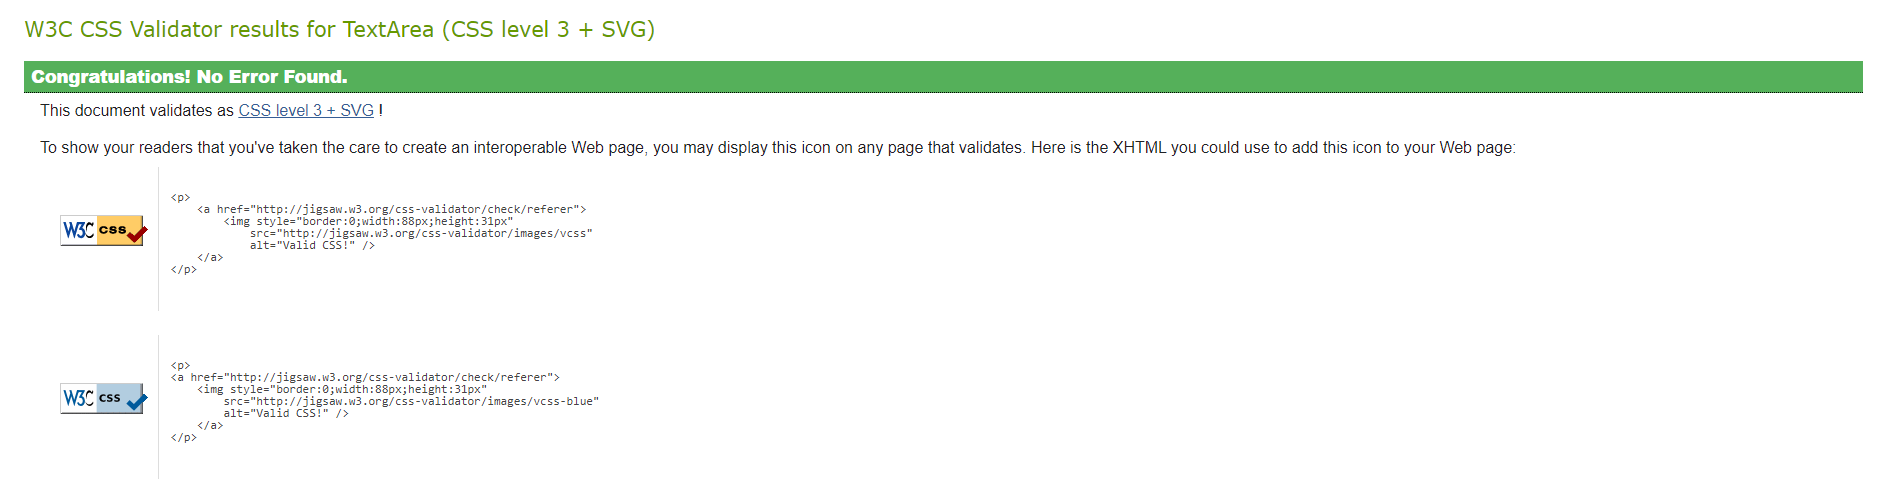 W3C CSS Validator results for TextArea (CSS level 3 + SVG)
Congratulations! No Error Found.
This document validates as CSS level 3 + SVG !
To show your readers that you've taken the care to create an interoperable Web page, you may display this icon on any page that validates. Here is the XHTML you could use to add this icon to your Web page:
W3C css
<p>
    <a href="http://jigsaw.w3.org/css-validator/check/referer">
        <img style="border:0;width:88px;height:31px"
            src="http://jigsaw.w3.org/css-validator/images/vcss"
            alt="Valid CSS!" />
    </a>
</p>
W3C css
<p>
<a href="http://jigsaw.w3.org/css-validator/check/referer">
    <img style="border:0;width:88px;height:31px"
        src="http://jigsaw.w3.org/css-validator/images/vcss-blue"
        alt="Valid CSS!" />
    </a>
</p>